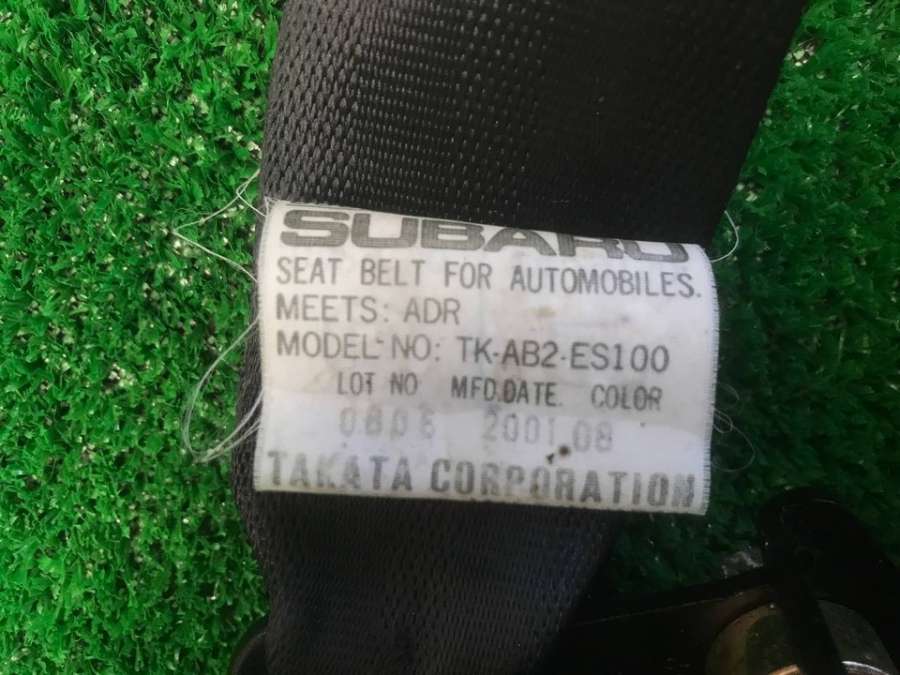 SUBARU
SEAT BELT FOR AUTOMOBILES.
MEETS: ADR
MODEL-NO: TK-AB2-ES100
LOT NO MFD.DATE. COLOR
2001.08
TAKATA CORPORATION